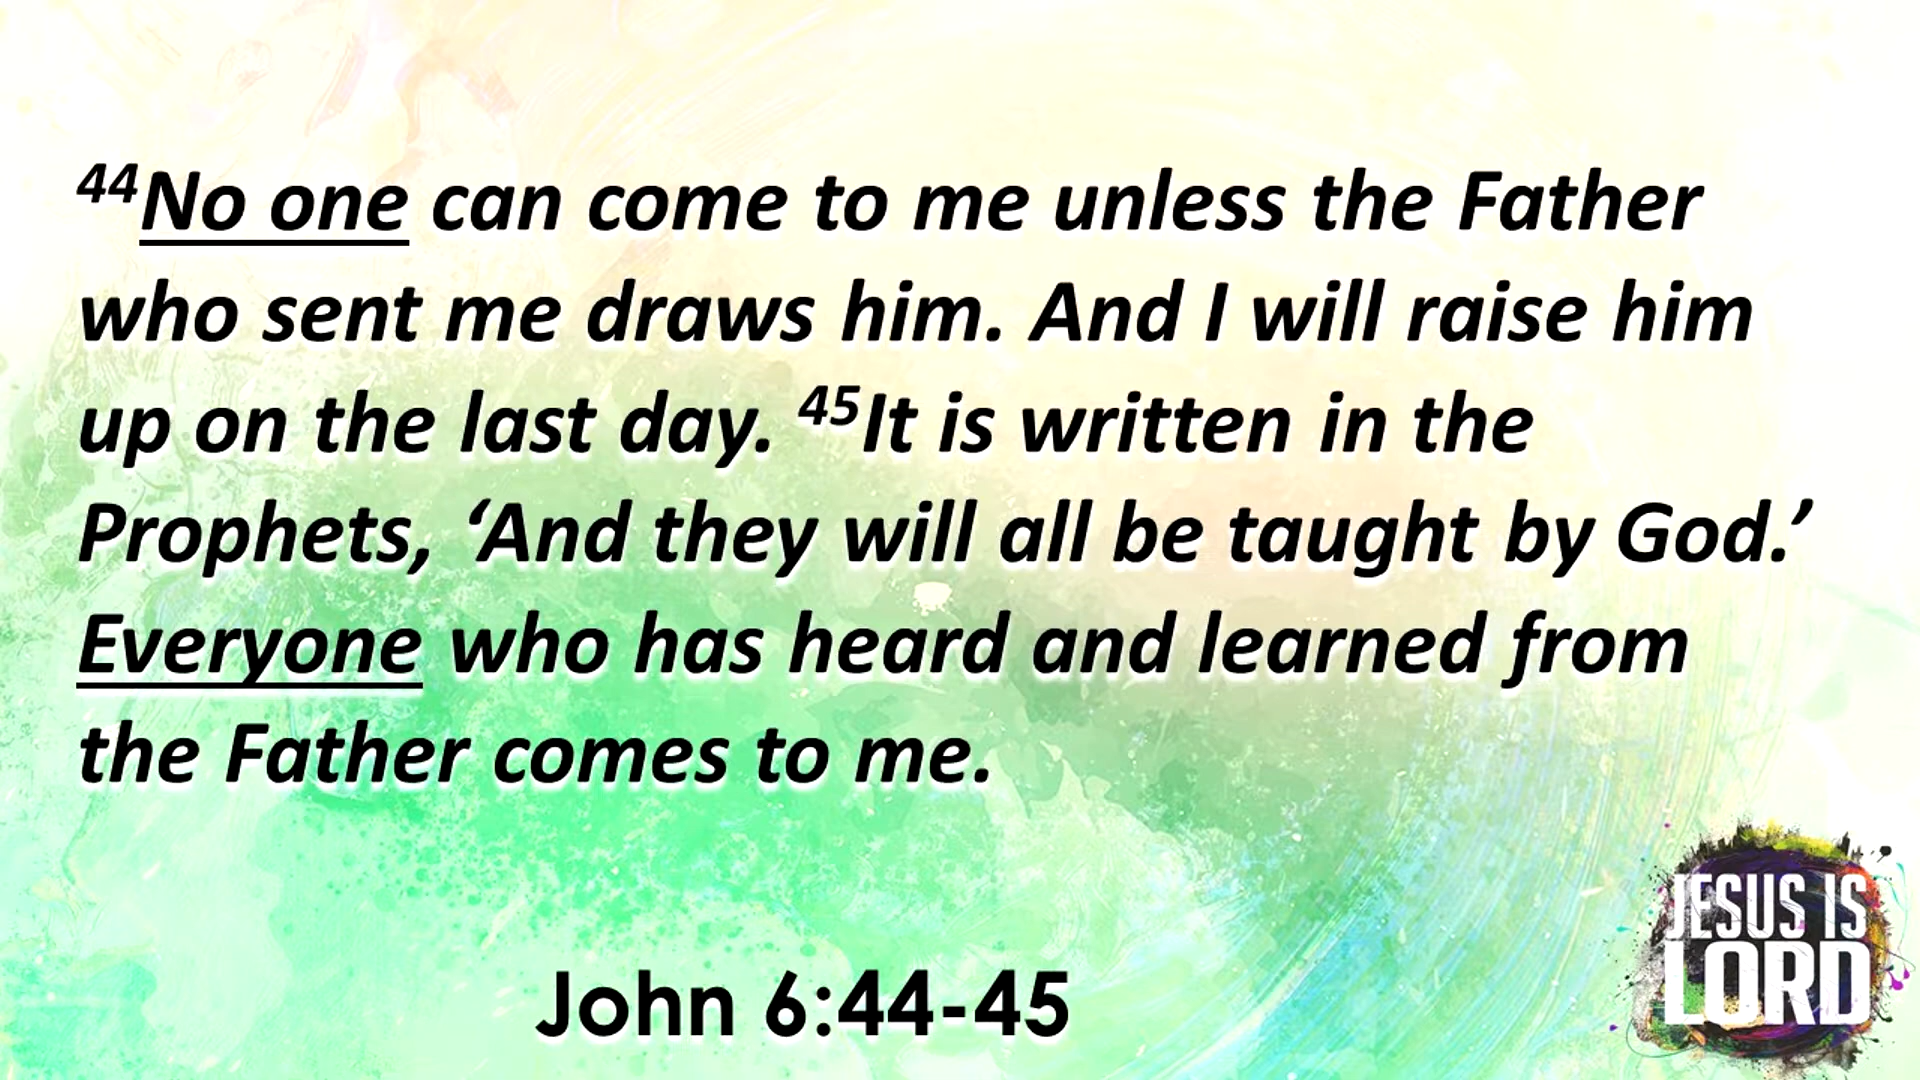 44No one can come to me unless the Father
who sent me draws him. And I will raise him
up on the last day. 45It is written in the
Prophets, ‘And they will all be taught by God.’
Everyone who has heard and learned from
the Father comes to me.
John 6:44-45
JESUS IS
LORD